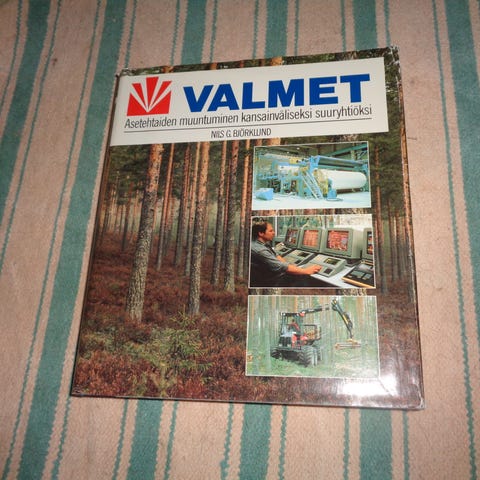 VALMET
Asetehtaiden muuntuminen kansainväliseksi suuryhtiöksi
NILS G. BJÖRKLUND